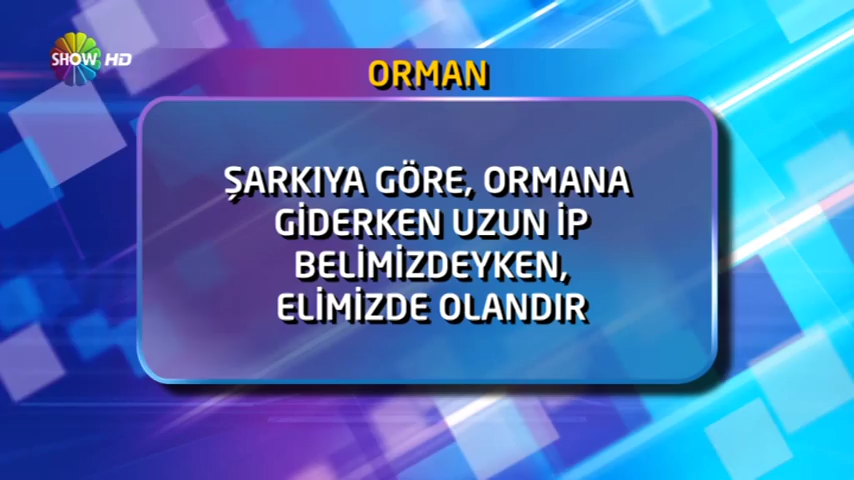 SHOW HD
ORMAN
ŞARKIYA GÖRE, ORMANA
GİDERKEN UZUN İP
BELİMİZDEYKEN,
ELİMİZDE OLANDIR